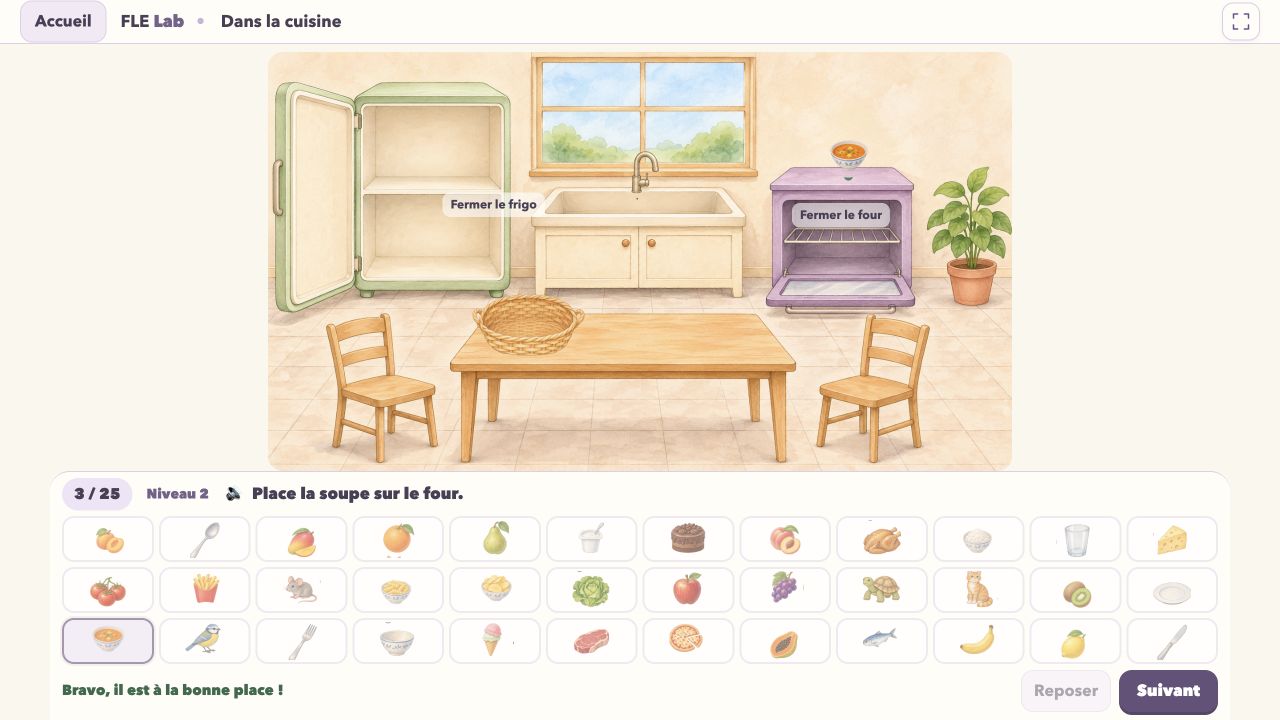 Accueil FLE Lab • Dans la cuisine
Fermer le frigo
Fermer le four
3 / 25 Niveau 2 Place la soupe sur le four.
Bravo, il est à la bonne place !
Reposer Suivant